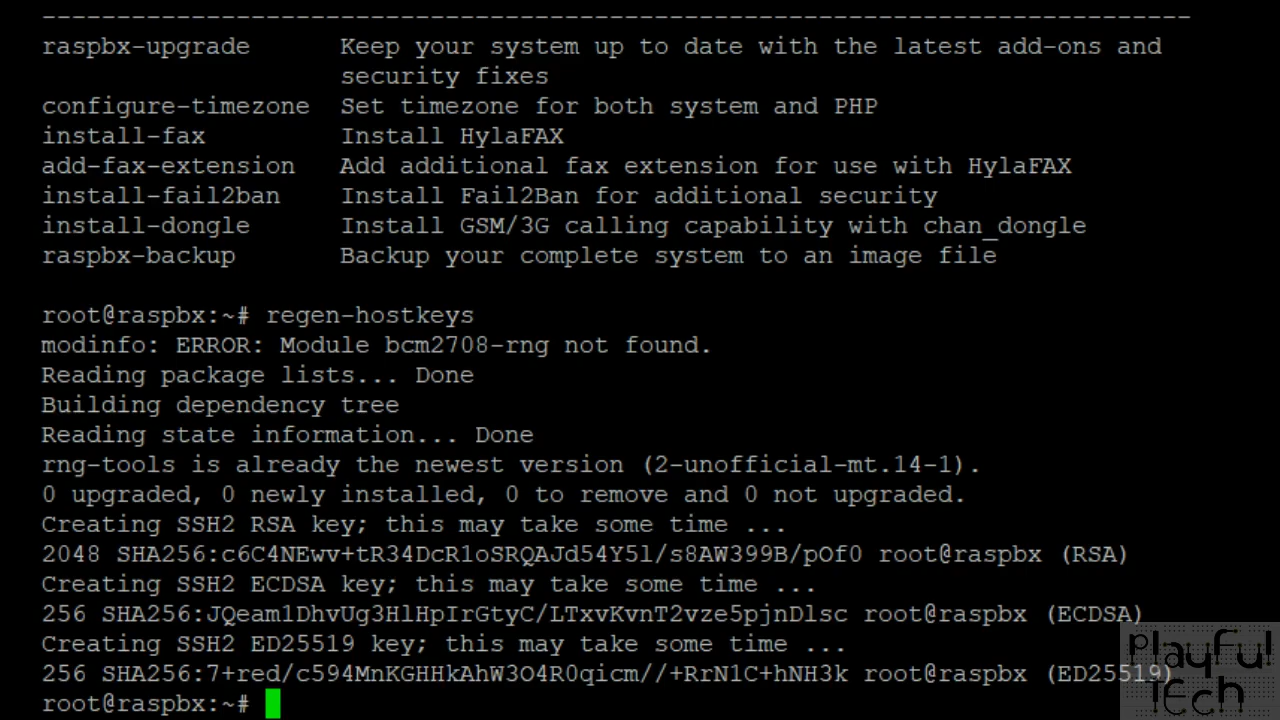 --------------------------------------------------------------------------------
raspbx-upgrade Keep your system up to date with the latest add-ons and
security fixes
configure-timezone Set timezone for both system and PHP
install-fax Install HylaFAX
add-fax-extension Add additional fax extension for use with HylaFAX
install-fail2ban Install Fail2Ban for additional security
install-dongle Install GSM/3G calling capability with chan_dongle
raspbx-backup Backup your complete system to an image file
root@raspbx:~# regen-hostkeys
modinfo: ERROR: Module bcm2708-rng not found.
Reading package lists... Done
Building dependency tree
Reading state information... Done
rng-tools is already the newest version (2-unofficial-mt.14-1).
0 upgraded, 0 newly installed, 0 to remove and 0 not upgraded.
Creating SSH2 RSA key; this may take some time ...
2048 SHA256:c6C4NEwv+tR34DcR1oSRQAJd54Y5l/s8AW399B/pOf0 root@raspbx (RSA)
Creating SSH2 ECDSA key; this may take some time ...
256 SHA256:JQeam1DhvUg3HlHpIrGtyC/LTxvKvnT2vze5pjnDlsc root@raspbx (ECDSA)
Creating SSH2 ED25519 key; this may take some time ...
256 SHA256:7+red/c594MnKGHHkAhW3O4R0qicm//+RrN1C+hNH3k root@raspbx (ED25519)
root@raspbx:~#
Playful
tech